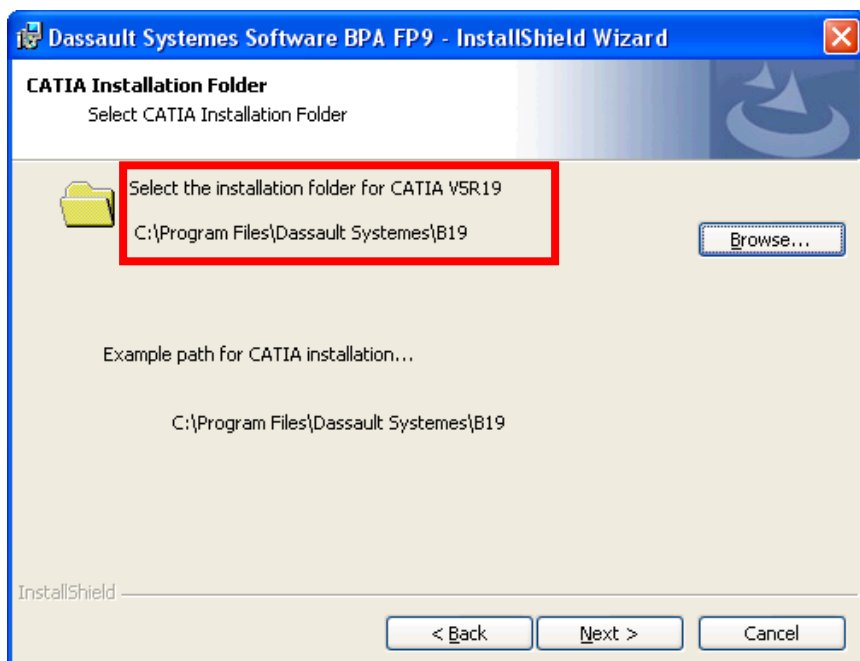 Dassault Systemes Software BPA FP9 - InstallShield Wizard
CATIA Installation Folder
Select CATIA Installation Folder
Select the installation folder for CATIA V5R19
C:\Program Files\Dassault Systemes\B19
Browse...
Example path for CATIA installation...
C:\Program Files\Dassault Systemes\B19
InstallShield
< Back
Next >
Cancel